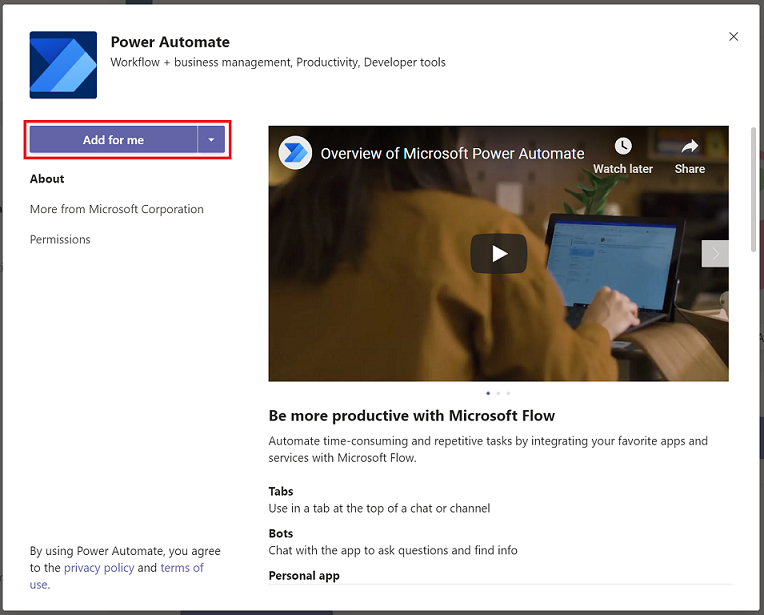 Power Automate
Workflow + business management, Productivity, Developer tools
Add for me
About
More from Microsoft Corporation
Permissions
Overview of Microsoft Power Automate
Watch later
Share
Be more productive with Microsoft Flow
Automate time-consuming and repetitive tasks by integrating your favorite apps and
services with Microsoft Flow.
Tabs
Use in a tab at the top of a chat or channel
Bots
Chat with the app to ask questions and find info
Personal app
By using Power Automate, you agree
to the privacy policy and terms of
use.